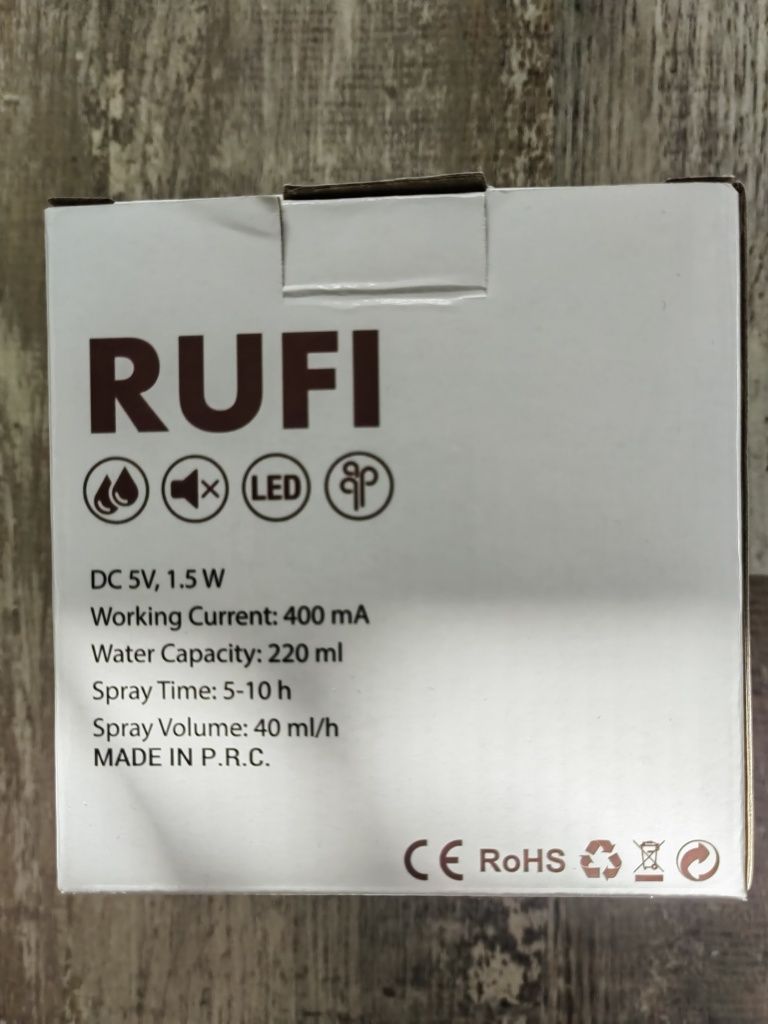 RUFI
LED
DC 5V, 1.5 W
Working Current: 400 mA
Water Capacity: 220 ml
Spray Time: 5-10 h
Spray Volume: 40 ml/h
MADE IN P.R.C.
CE RoHS